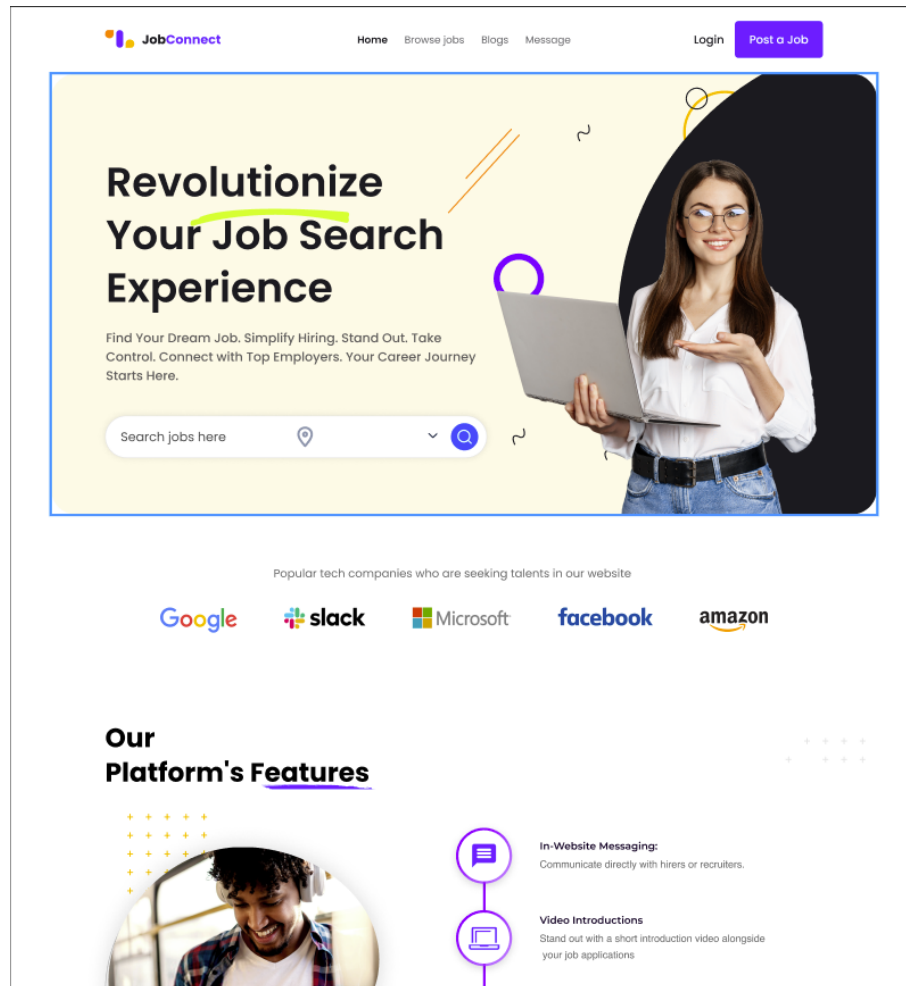 JobConnect
Home Browse jobs Blogs Message
Login
Post a Job
Revolutionize
Your Job Search
Experience
Find Your Dream Job. Simplify Hiring. Stand Out. Take
Control. Connect with Top Employers. Your Career Journey
Starts Here.
Search jobs here
Popular tech companies who are seeking talents in our website
Google slack Microsoft facebook amazon
Our
Platform's Features
In-Website Messaging:
Communicate directly with hirers or recruiters.
Video Introductions
Stand out with a short introduction video alongside
your job applications